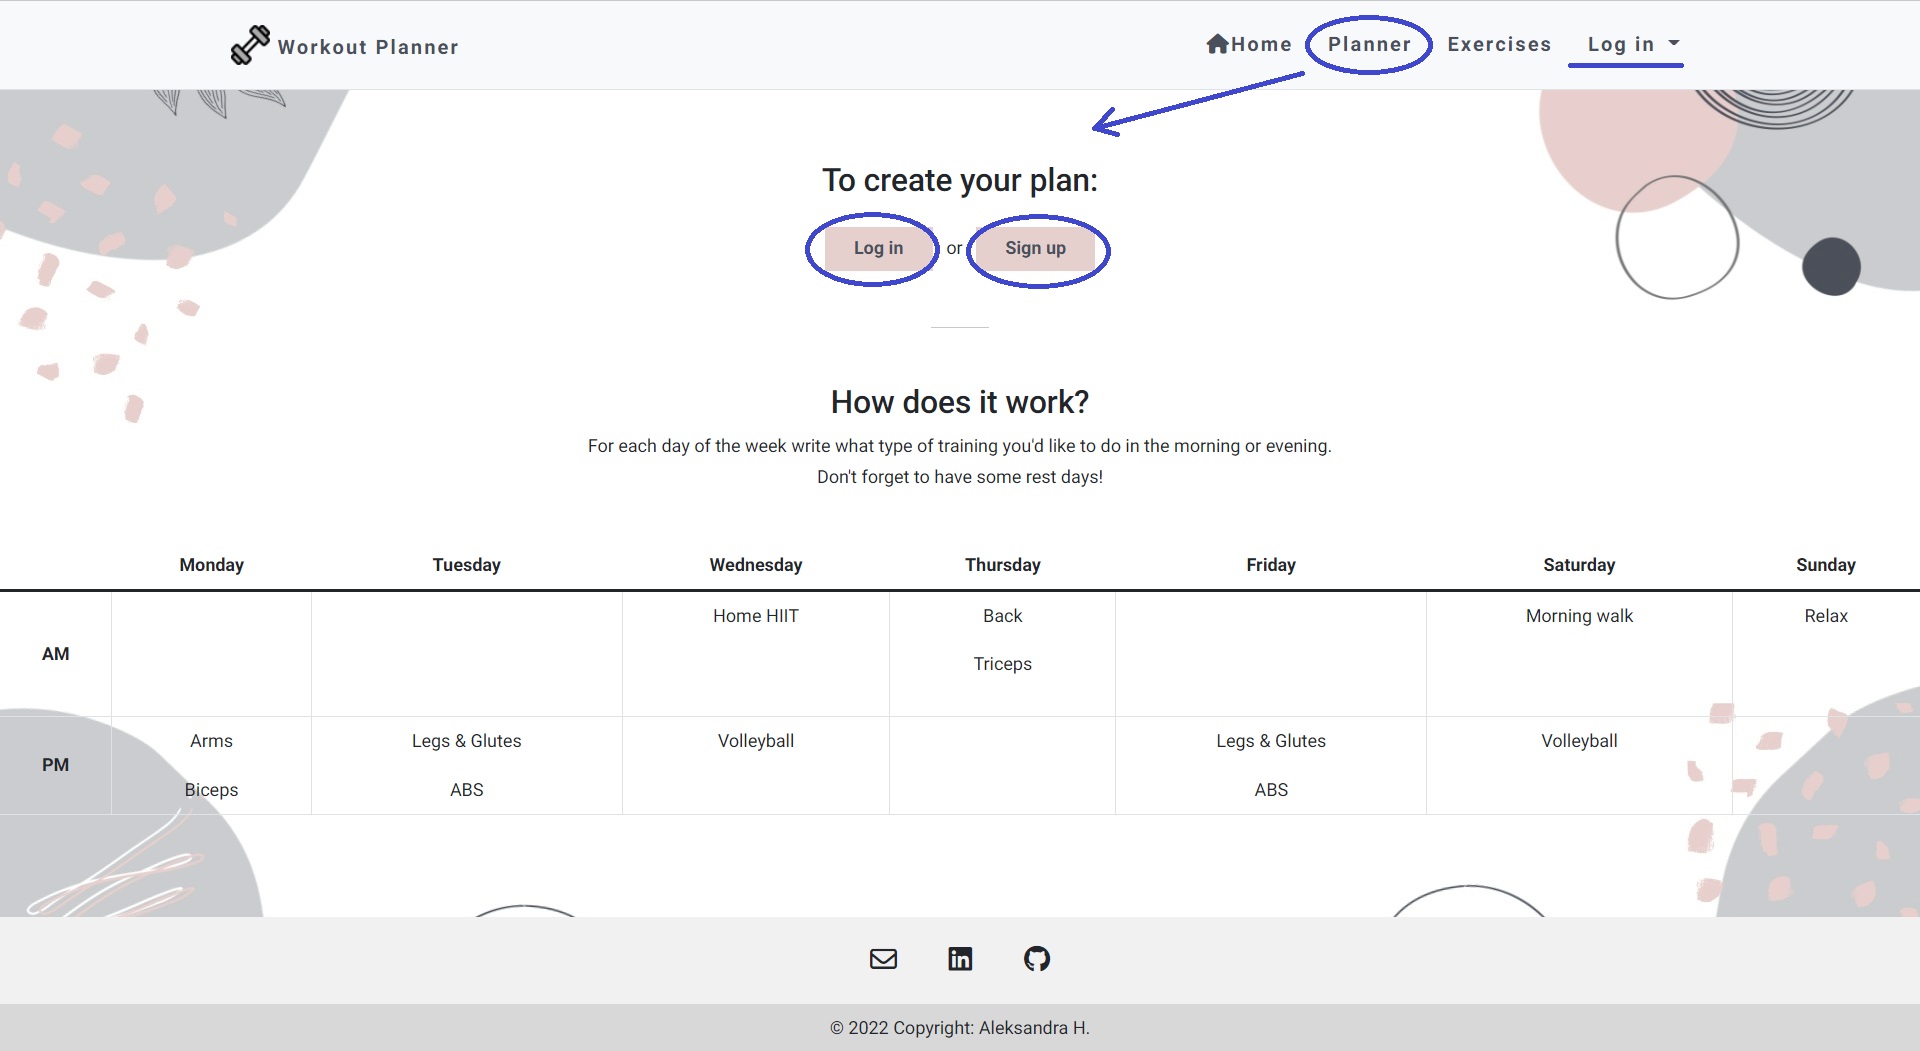 Workout Planner
Home Planner Exercises Log in
To create your plan:
Log in or Sign up
How does it work?
For each day of the week write what type of training you'd like to do in the morning or evening.
Don't forget to have some rest days!
Monday Tuesday Wednesday Thursday Friday Saturday Sunday
Home HIIT Back Morning walk Relax
AM
Triceps
Arms Legs & Glutes Volleyball Legs & Glutes Volleyball
PM
Biceps ABS ABS
in
© 2022 Copyright: Aleksandra H.